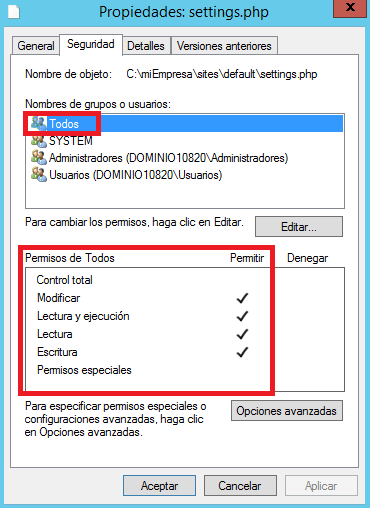 Propiedades: settings.php
x
General Seguridad Detalles Versiones anteriores
Nombre de objeto: C:\miEmpresa\sites\default\settings.php
Nombres de grupos o usuarios:
Todos
SYSTEM
Administradores (DOMINIO10820\Administradores)
Usuarios (DOMINIO10820\Usuarios)
Para cambiar los permisos, haga clic en Editar.
Editar...
Permisos de Todos Permitir Denegar
Control total
Modificar
Lectura y ejecución
Lectura
Escritura
Permisos especiales
Para especificar permisos especiales o
configuraciones avanzadas, haga clic
en Opciones avanzadas.
Opciones avanzadas
Aceptar Cancelar Aplicar